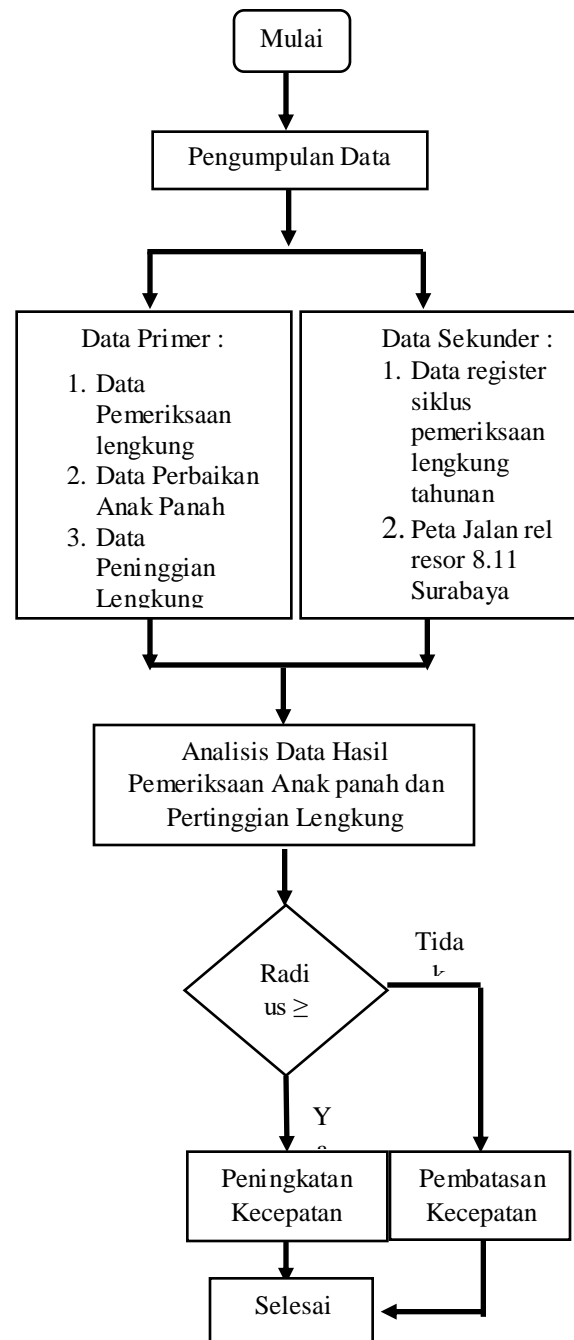 Mulai
Pengumpulan Data
Data Primer :
1. Data
Pemeriksaan
lengkung
2. Data Perbaikan
Anak Panah
3. Data
Peninggian
Lengkung
Data Sekunder :
1. Data register
siklus
pemeriksaan
lengkung
tahunan
2. Peta Jalan rel
resor 8.11
Surabaya
Analisis Data Hasil
Pemeriksaan Anak panah dan
Pertinggian Lengkung
Radi
us ≥
Tida
k
Y
a
Peningkatan
Kecepatan
Pembatasan
Kecepatan
Selesai